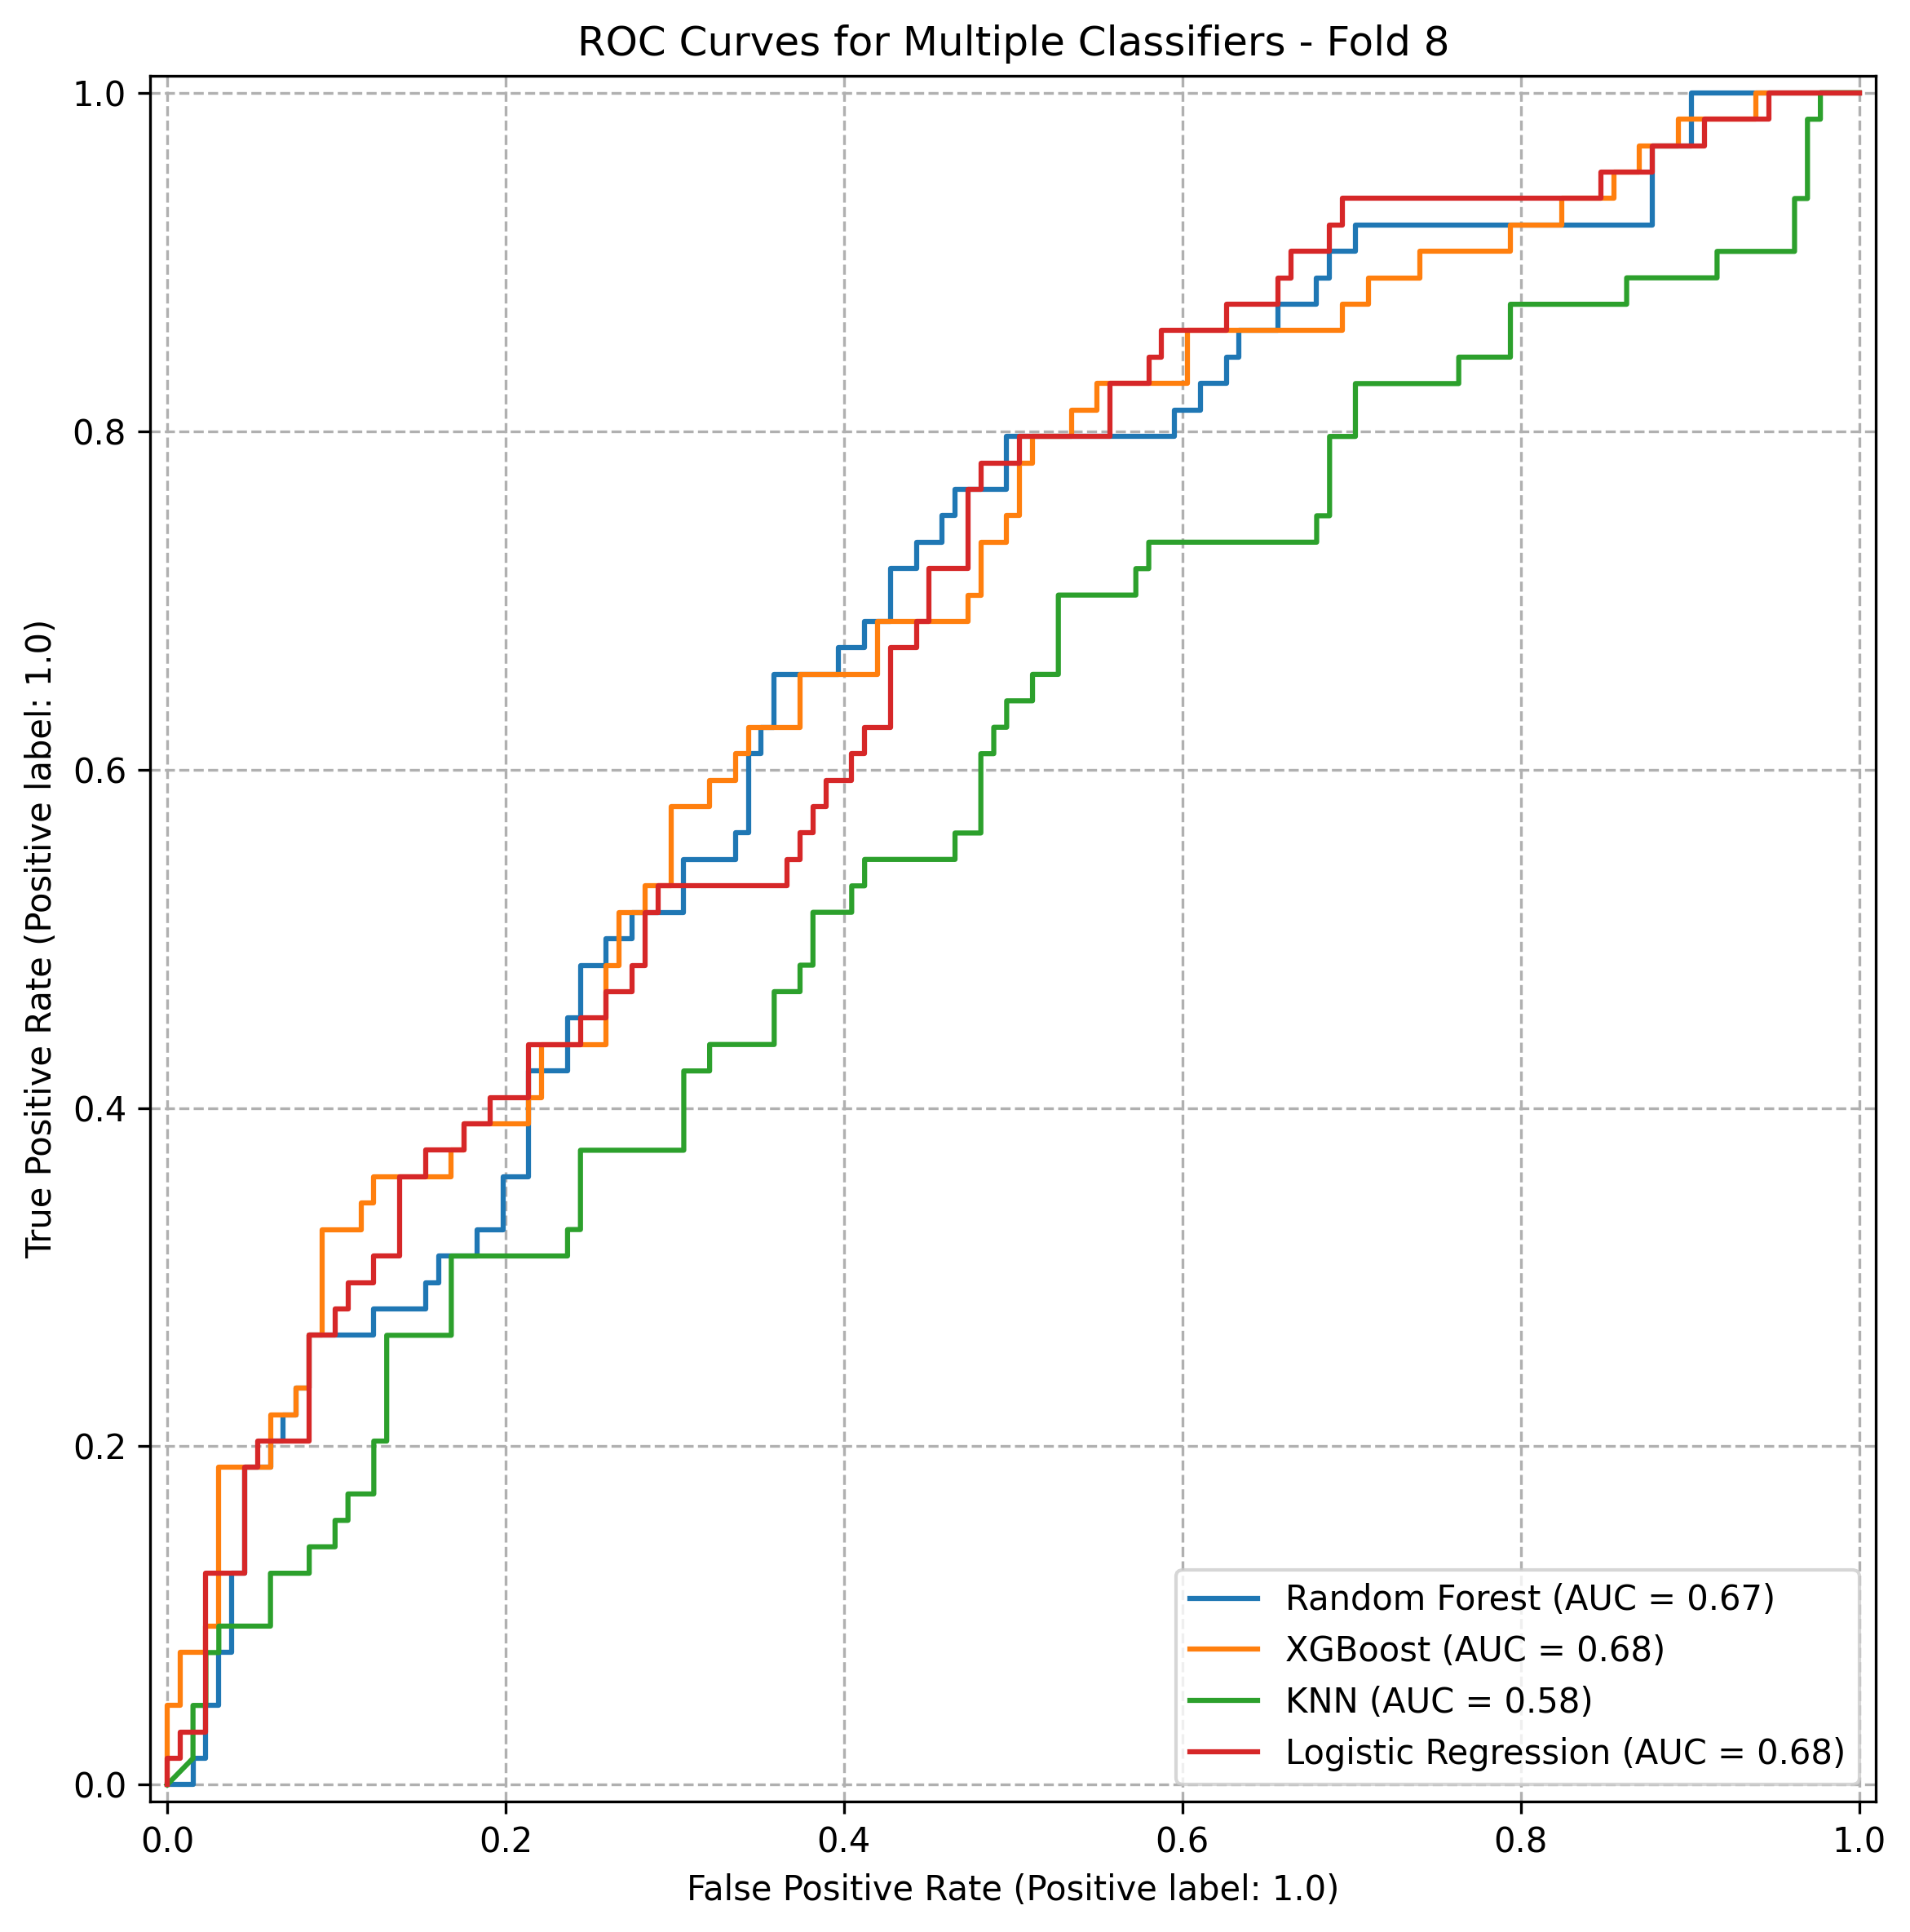 ROC Curves for Multiple Classifiers - Fold 8
True Positive Rate (Positive label: 1.0)
1.0
0.8
0.6
0.4
0.2
0.0
Random Forest (AUC = 0.67)
XGBoost (AUC = 0.68)
KNN (AUC = 0.58)
Logistic Regression (AUC = 0.68)
0.0 0.2 0.4 0.6 0.8 1.0
False Positive Rate (Positive label: 1.0)